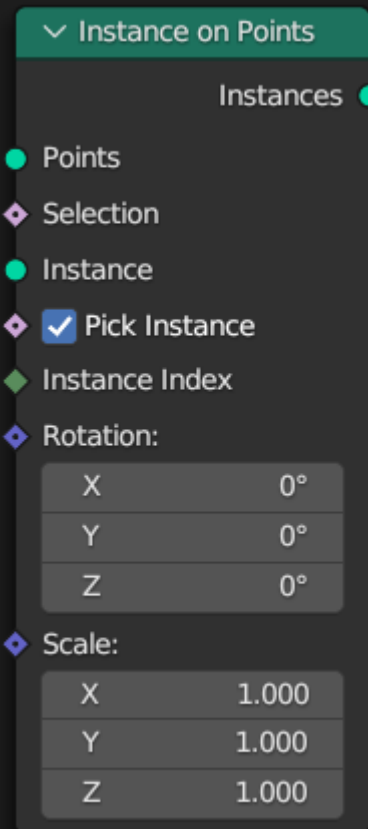 Instance on Points
Instances
Points
Selection
Instance
Pick Instance
Instance Index
Rotation:
X 0°
Y 0°
Z 0°
Scale:
X 1.000
Y 1.000
Z 1.000